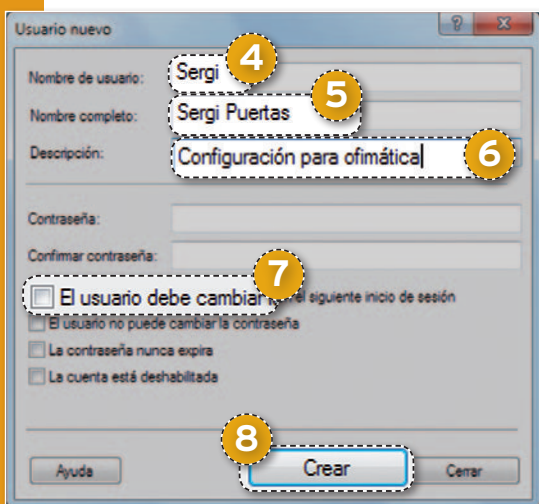 Usuario nuevo
Nombre de usuario: Sergi 4
Nombre completo: Sergi Puertas 5
Descripción: Configuración para ofimática 6
Contraseña:
Confirmar contraseña:
7
El usuario debe cambiar el siguiente inicio de sesión
El usuario no puede cambiar la contraseña
La contraseña nunca expira
La cuenta está deshabilitada
8
Ayuda Crear Cerrar